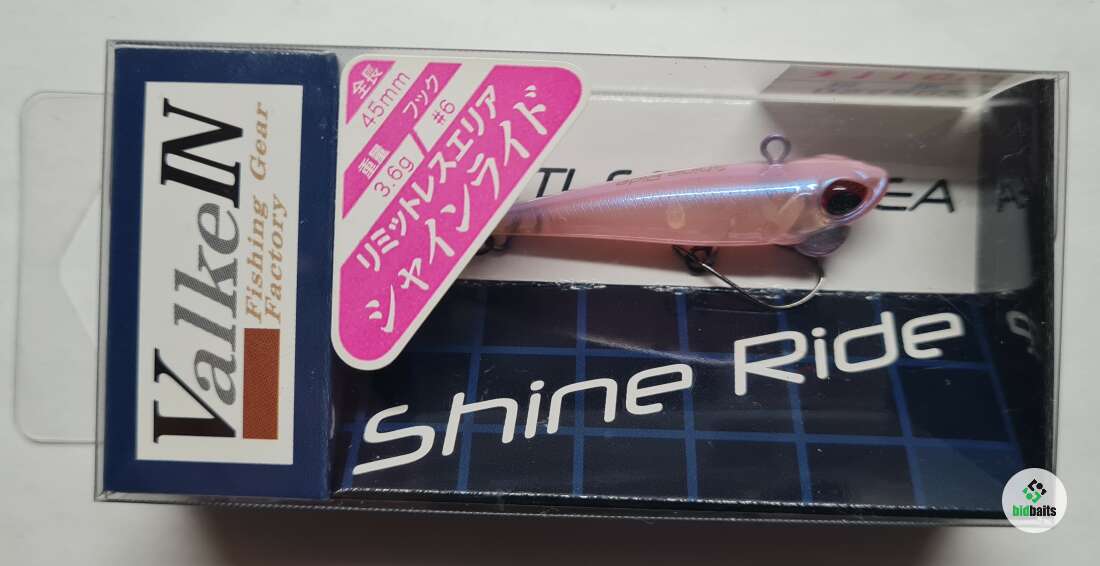 ValkeIN
Fishing Gear
Factory
全長
45mm
フック
#6
重量
3.6g
リミットレスエリア
シャインライド
Shine Ride
bidbaits